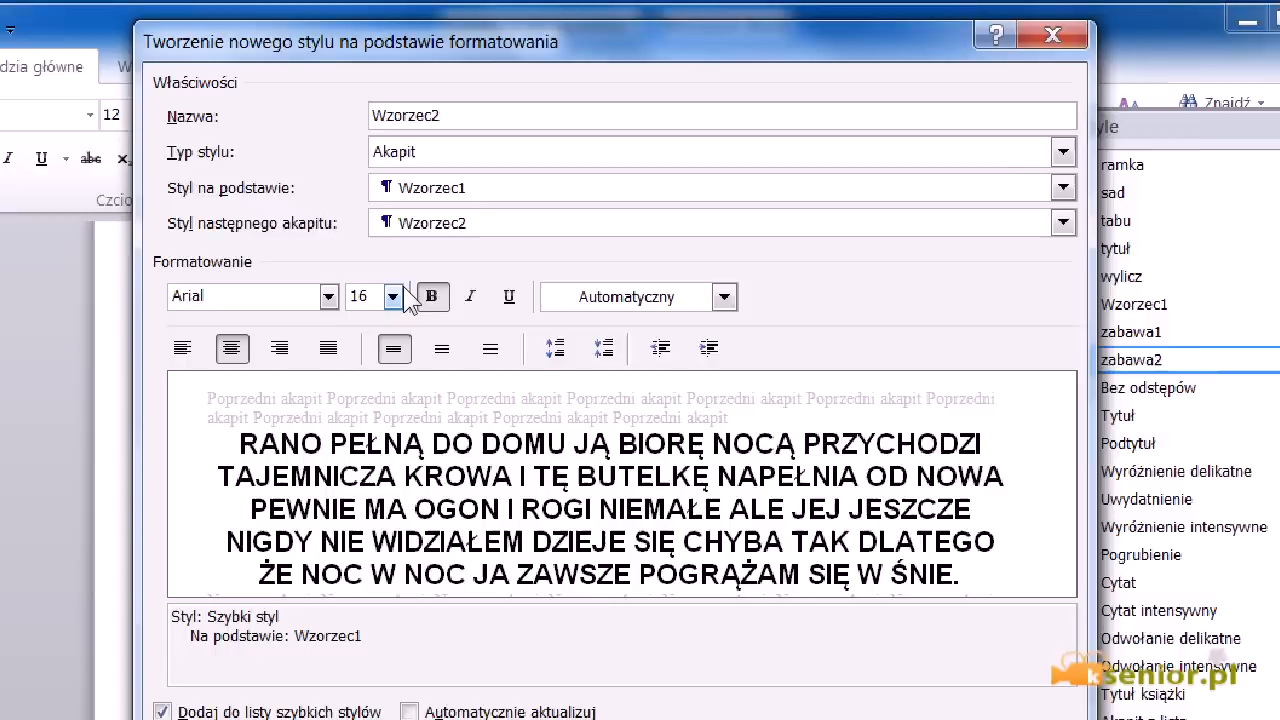 Tworzenie nowego stylu na podstawie formatowania
dzia główne
W
Właściwości
12
Nazwa:
Wzorzec2
Znajdź
yle
Typ stylu:
Akapit
I U abc x₂
ramka
Styl na podstawie:
¶ Wzorzec1
sad
Czcio
Styl następnego akapitu:
¶ Wzorzec2
tabu
tytuł
Formatowanie
wylicz
Arial
16
B I U
Automatyczny
Wzorzec1
zabawa1
zabawa2
Bez odstępów
Poprzedni akapit Poprzedni akapit Poprzedni akapit Poprzedni akapit Poprzedni akapit Poprzedni
akapit Poprzedni akapit Poprzedni akapit Poprzedni akapit Poprzedni akapit
Tytuł
RANO PEŁNĄ DO DOMU JĄ BIORĘ NOCĄ PRZYCHODZI
Podtytuł
TAJEMNICZA KROWA I TĘ BUTELKĘ NAPEŁNIA OD NOWA
Wyróżnienie delikatne
PEWNIE MA OGON I ROGI NIEMAŁE ALE JEJ JESZCZE
Uwydatnienie
NIGDY NIE WIDZIAŁEM DZIEJE SIĘ CHYBA TAK DLATEGO
Wyróżnienie intensywne
Pogrubienie
ŻE NOC W NOC JA ZAWSZE POGRĄŻAM SIĘ W ŚNIE.
Cytat
Styl: Szybki styl
Cytat intensywny
Na podstawie: Wzorzec1
Odwołanie delikatne
Odwołanie intensywne
ksenior.pl
Tytuł książki
Dodaj do listy szybkich stylów
Automatycznie aktualizuj